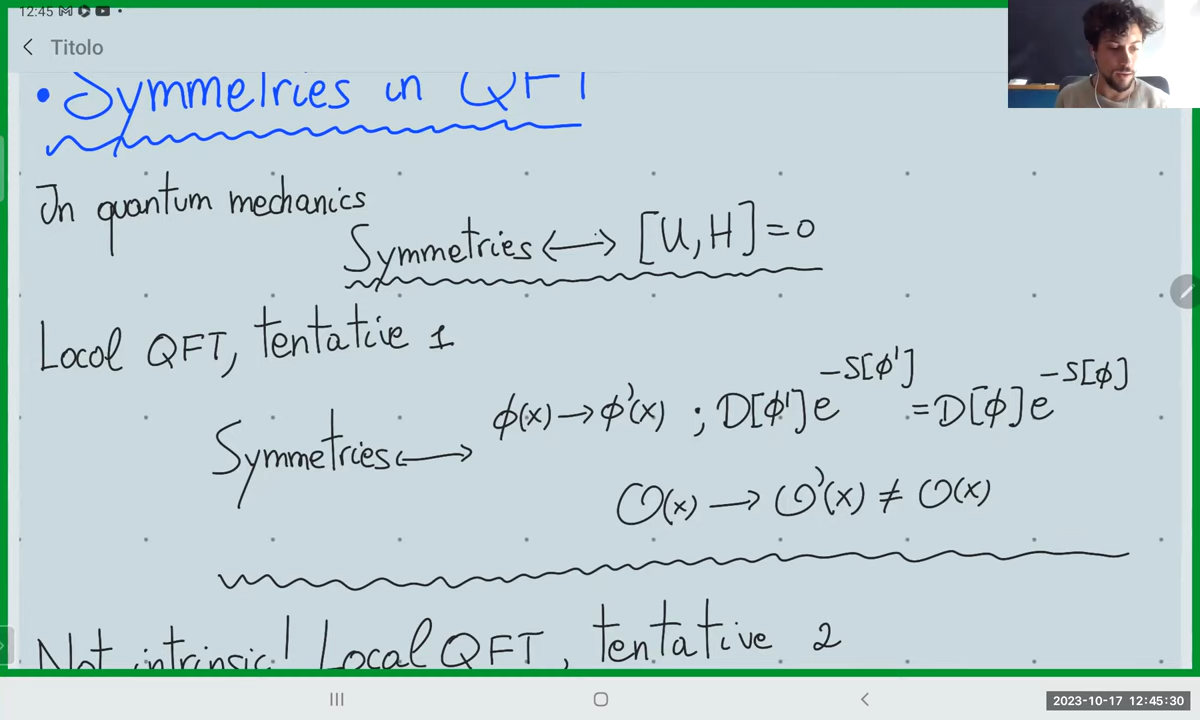 12:45
Titolo
• Symmetries in QFT
In quantum mechanics
Symmetries ⟷ [U, H] = 0
Local QFT, tentative 1
ϕ(x) → ϕ'(x) ; D[ϕ'] e^{-S[ϕ']} = D[ϕ] e^{-S[ϕ]}
Symmetries ⟷
O(x) → O'(x) ≠ O(x)
Not intrinsic! Local QFT, tentative 2
2023-10-17 12:45:30